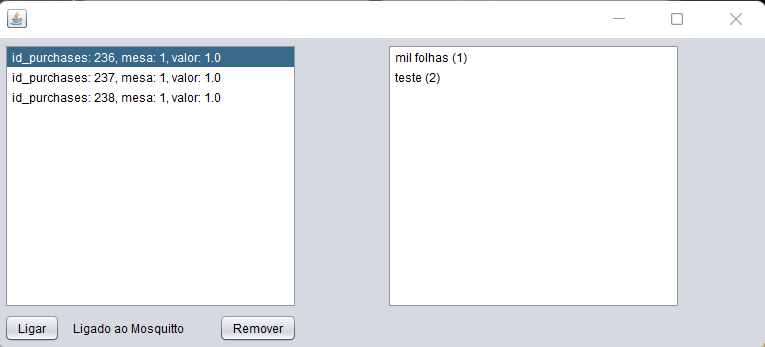 id_purchases: 236, mesa: 1, valor: 1.0
id_purchases: 237, mesa: 1, valor: 1.0
id_purchases: 238, mesa: 1, valor: 1.0
mil folhas (1)
teste (2)
Ligar
Ligado ao Mosquitto
Remover